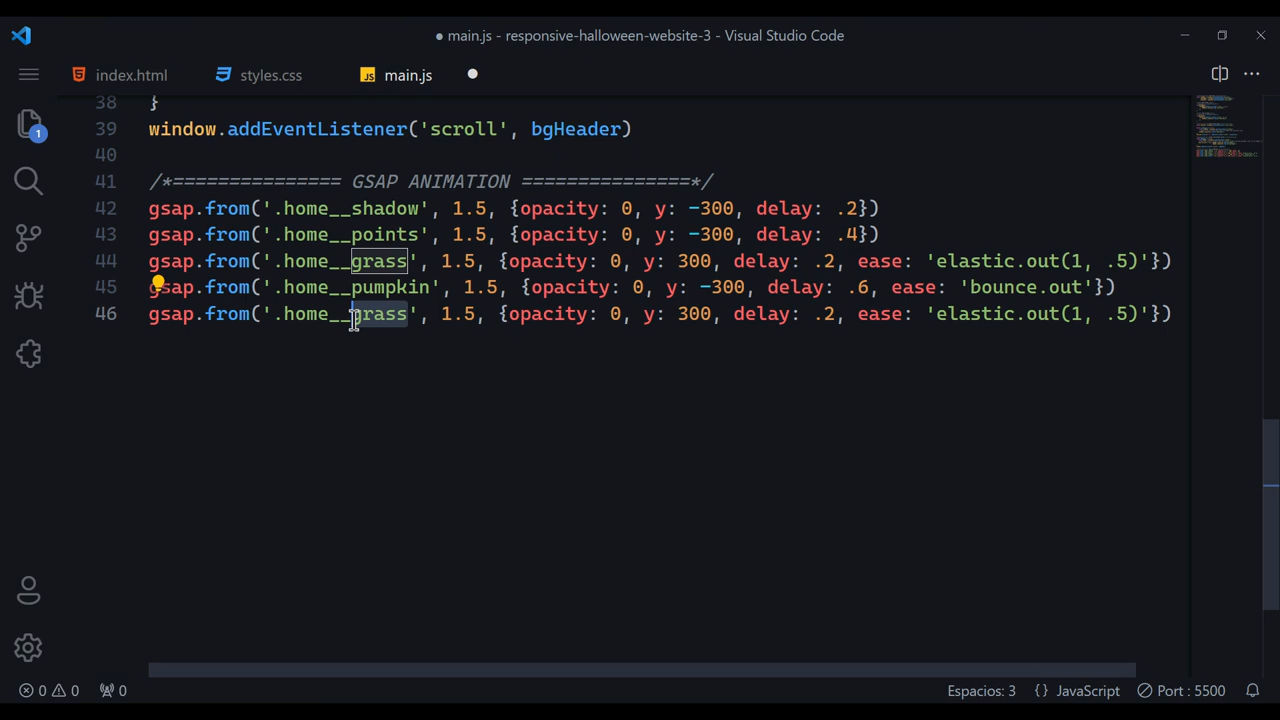 ● main.js - responsive-halloween-website-3 - Visual Studio Code
index.html
styles.css
JS main.js
1
38 }
39 window.addEventListener('scroll', bgHeader)
40
41 /*=============== GSAP ANIMATION ===============*/
42 gsap.from('.home__shadow', 1.5, {opacity: 0, y: -300, delay: .2})
43 gsap.from('.home__points', 1.5, {opacity: 0, y: -300, delay: .4})
44 gsap.from('.home__grass', 1.5, {opacity: 0, y: 300, delay: .2, ease: 'elastic.out(1, .5)'})
45 gsap.from('.home__pumpkin', 1.5, {opacity: 0, y: -300, delay: .6, ease: 'bounce.out'})
46 gsap.from('.home__grass', 1.5, {opacity: 0, y: 300, delay: .2, ease: 'elastic.out(1, .5)'})
0 0 0 Espacios: 3 {} JavaScript Port : 5500